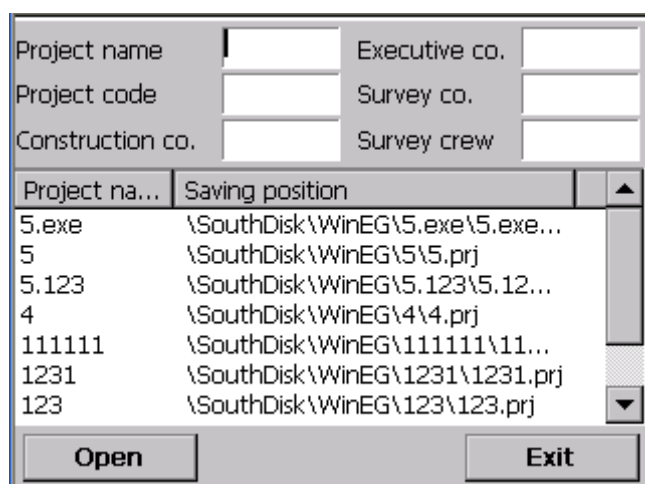 Project name Executive co.
Project code Survey co.
Construction co. Survey crew
Project na... Saving position
5.exe \SouthDisk\WinEG\5.exe\5.exe...
5 \SouthDisk\WinEG\5\5.prj
5.123 \SouthDisk\WinEG\5.123\5.12...
4 \SouthDisk\WinEG\4\4.prj
111111 \SouthDisk\WinEG\111111\11...
1231 \SouthDisk\WinEG\1231\1231.prj
123 \SouthDisk\WinEG\123\123.prj
Open Exit